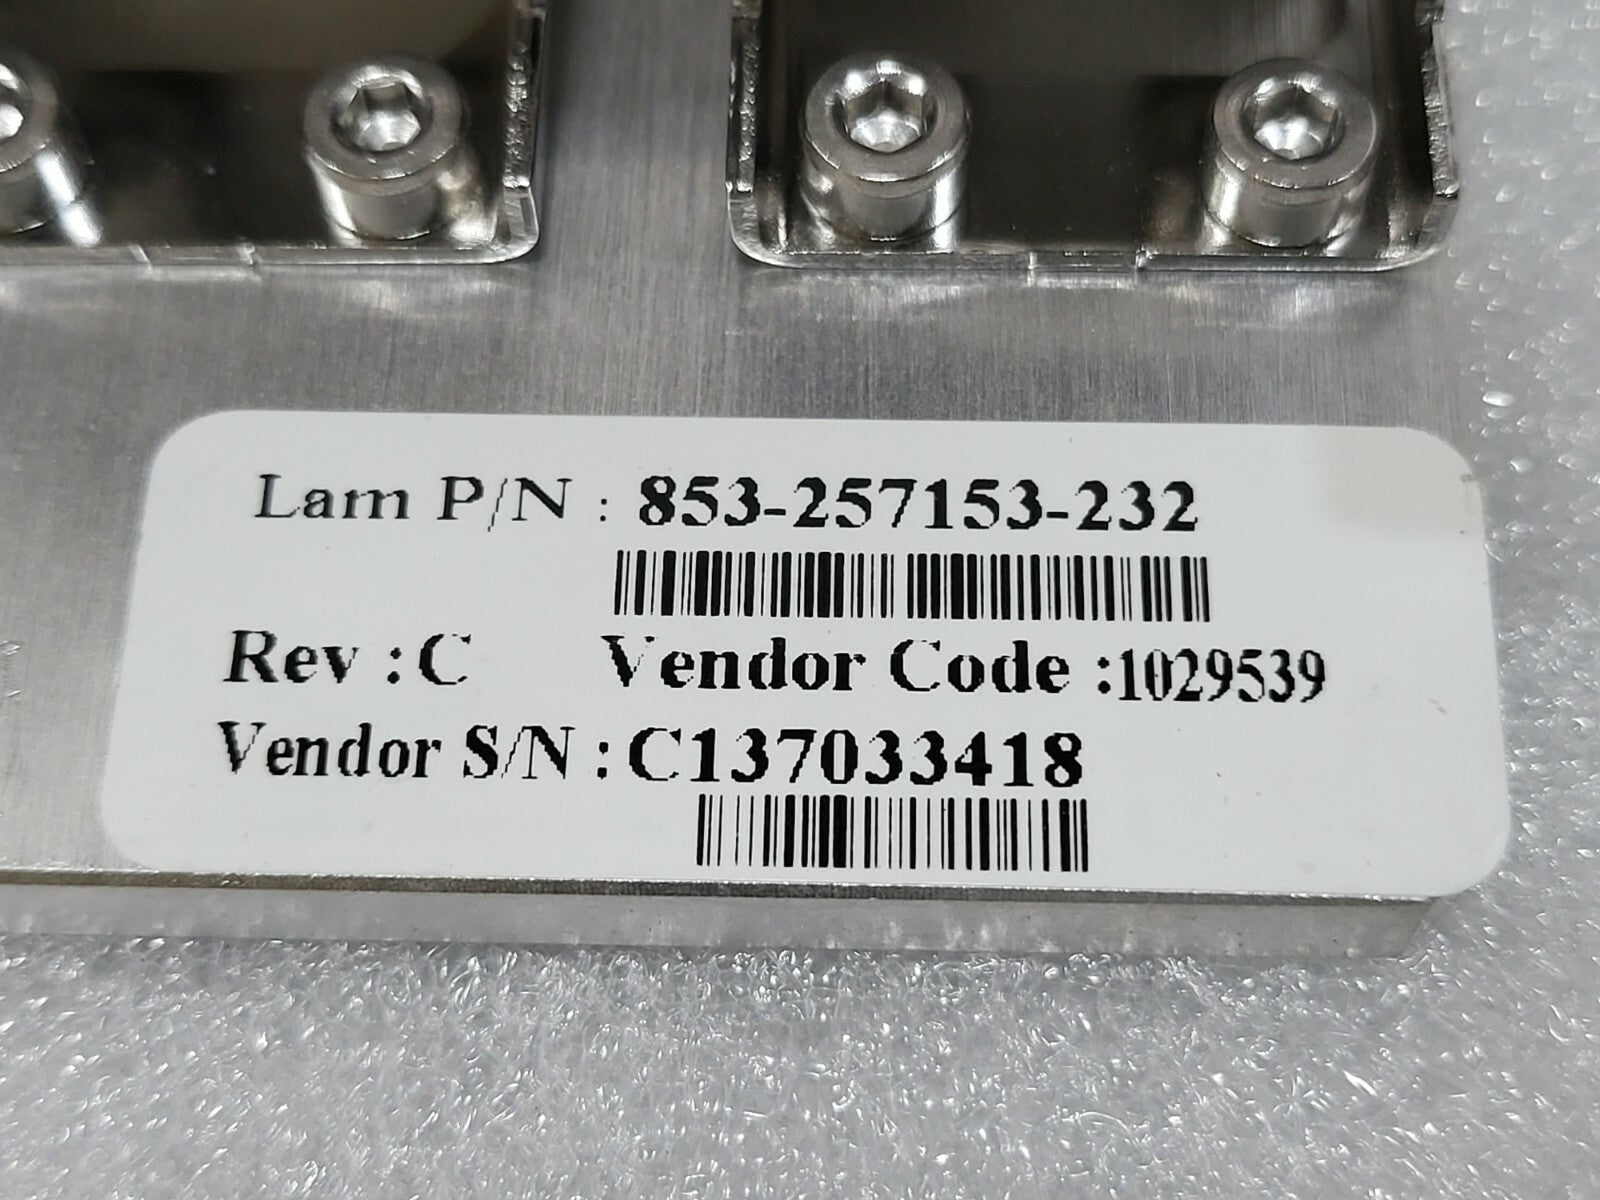 Lam P/N : 853-257153-232
Rev : C Vendor Code :1029539
Vendor S/N : C137033418